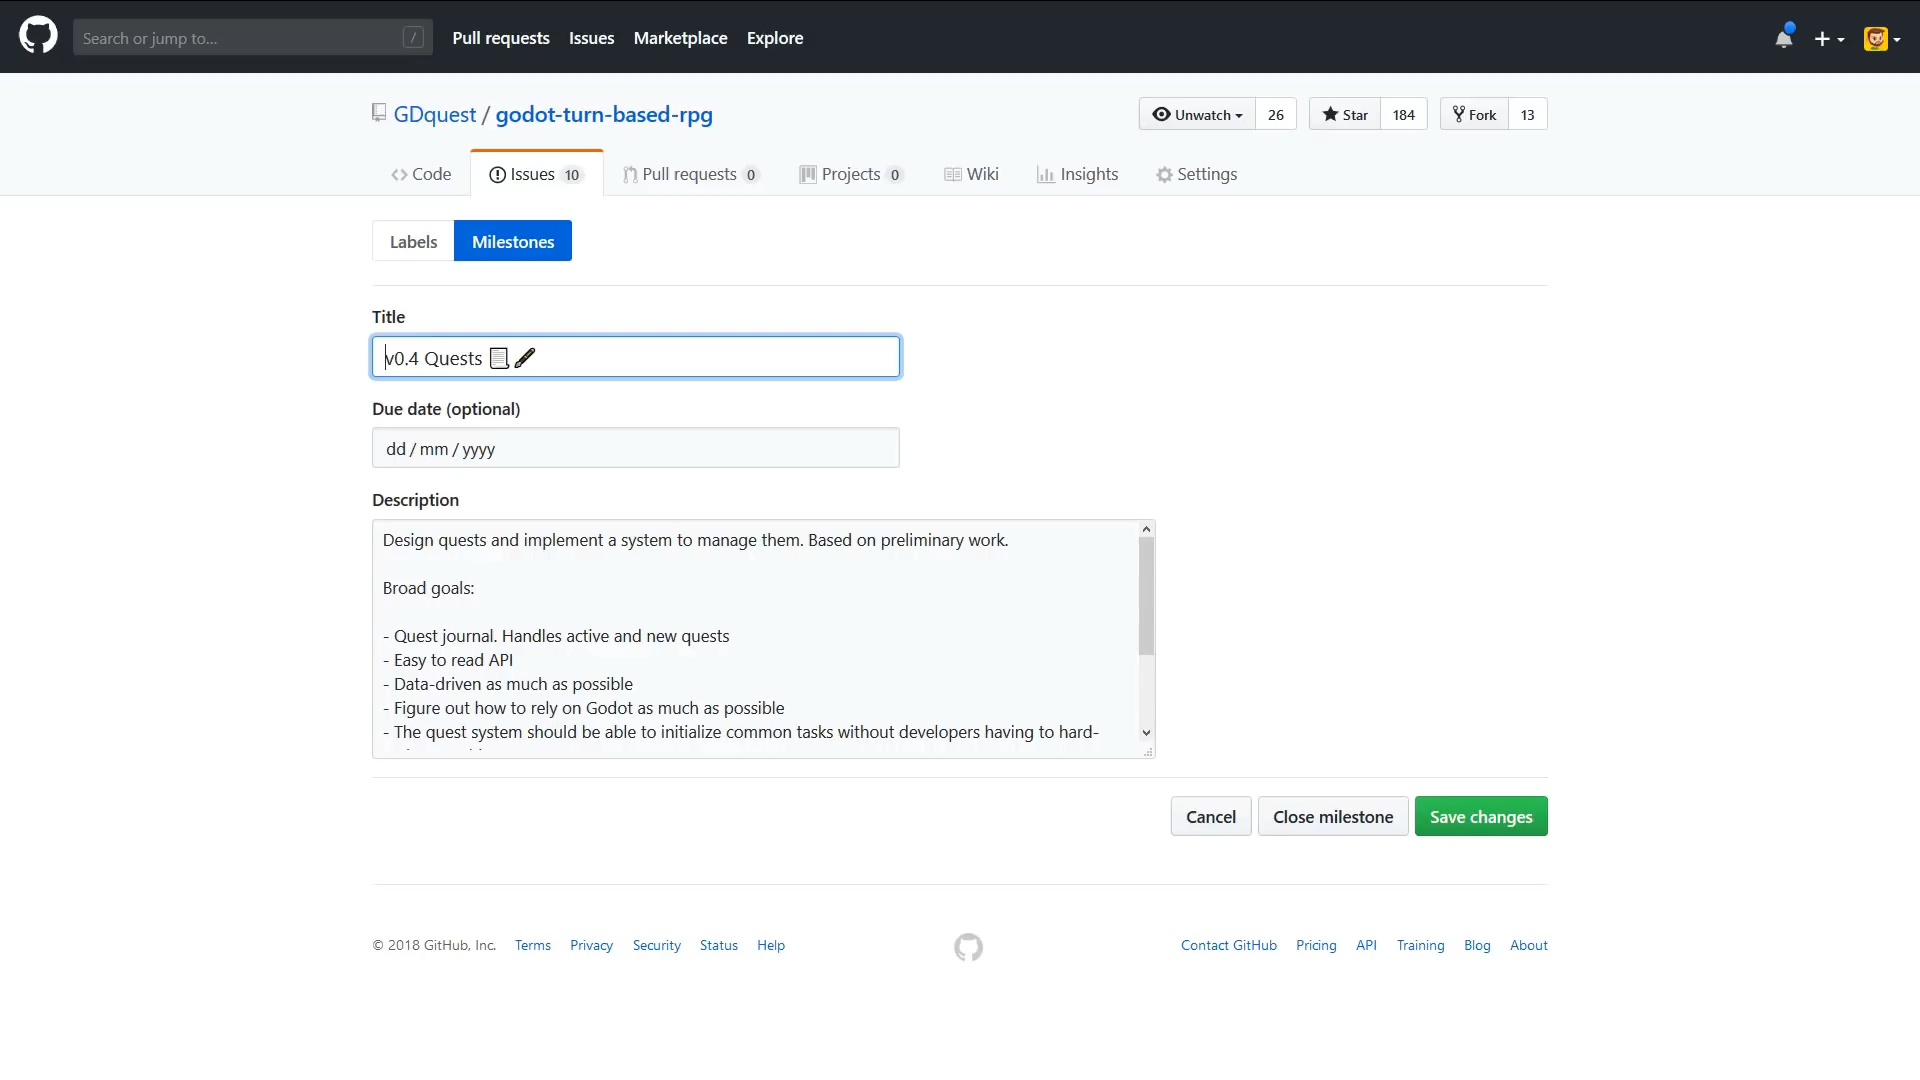 Search or jump to... / Pull requests Issues Marketplace Explore
GDquest / godot-turn-based-rpg Unwatch 26 Star 184 Fork 13
Code Issues 10 Pull requests 0 Projects 0 Wiki Insights Settings
Labels Milestones
Title
v0.4 Quests 📃🖌
Due date (optional)
dd / mm / yyyy
Description
Design quests and implement a system to manage them. Based on preliminary work.
Broad goals:
- Quest journal. Handles active and new quests
- Easy to read API
- Data-driven as much as possible
- Figure out how to rely on Godot as much as possible
- The quest system should be able to initialize common tasks without developers having to hard-
Cancel Close milestone Save changes
© 2018 GitHub, Inc. Terms Privacy Security Status Help Contact GitHub Pricing API Training Blog About